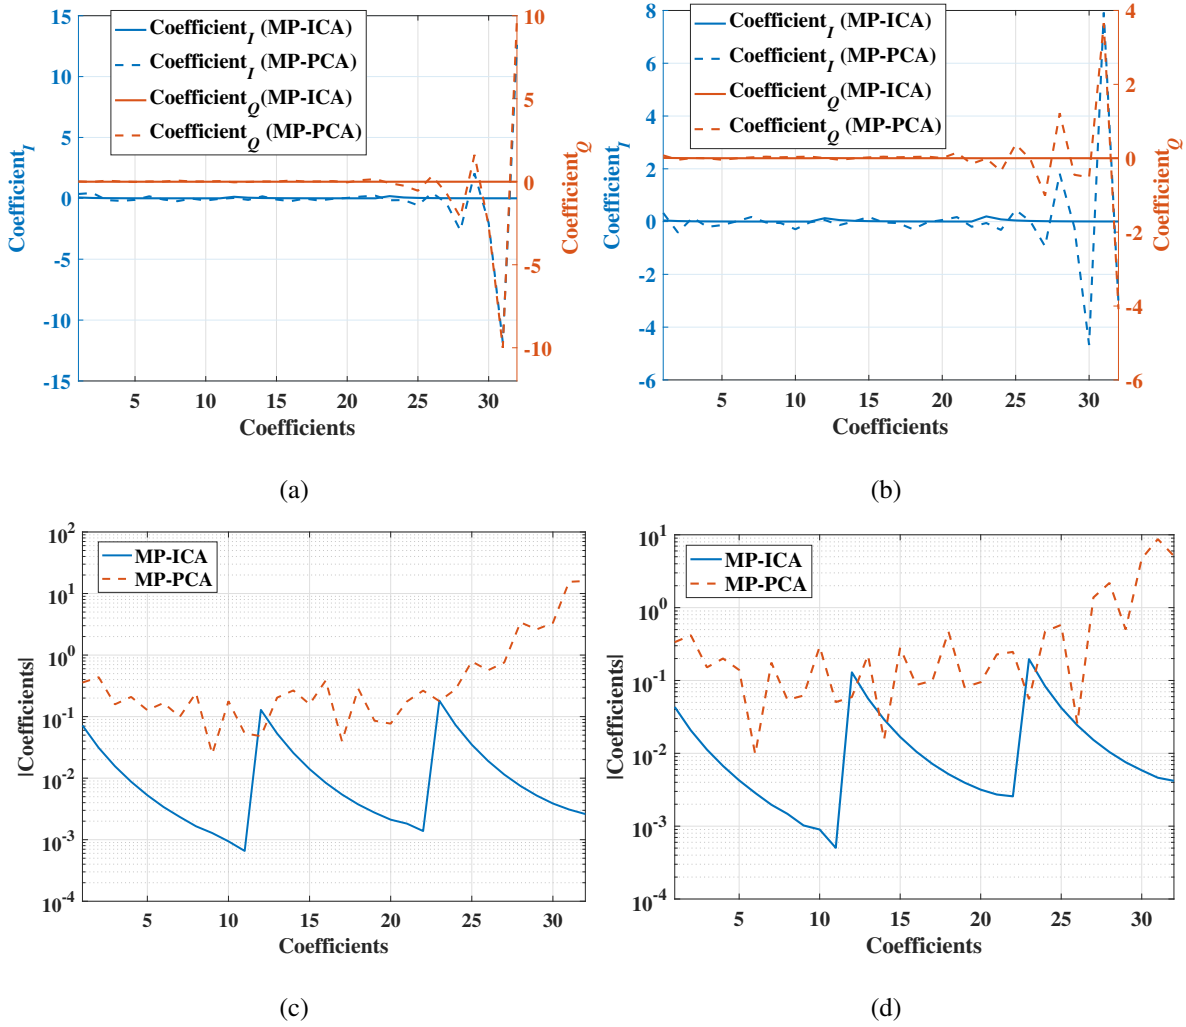 15
10
5
0
-5
-10
-15
Coefficient_I
Coefficient_I (MP-ICA)
Coefficient_I (MP-PCA)
Coefficient_Q(MP-ICA)
Coefficient_Q (MP-PCA)
10
5
0
-5
-10
Coefficient_Q
5 10 15 20 25 30
Coefficients
(a)
8
6
4
2
0
-2
-4
-6
Coefficient_I
Coefficient_I (MP-ICA)
Coefficient_I (MP-PCA)
Coefficient_Q(MP-ICA)
Coefficient_Q (MP-PCA)
4
2
0
-2
-4
-6
Coefficient_Q
5 10 15 20 25 30
Coefficients
(b)
10^2
10^1
10^0
10^-1
10^-2
10^-3
10^-4
|Coefficients|
MP-ICA
MP-PCA
5 10 15 20 25 30
Coefficients
(c)
10^1
10^0
10^-1
10^-2
10^-3
10^-4
|Coefficients|
MP-ICA
MP-PCA
5 10 15 20 25 30
Coefficients
(d)